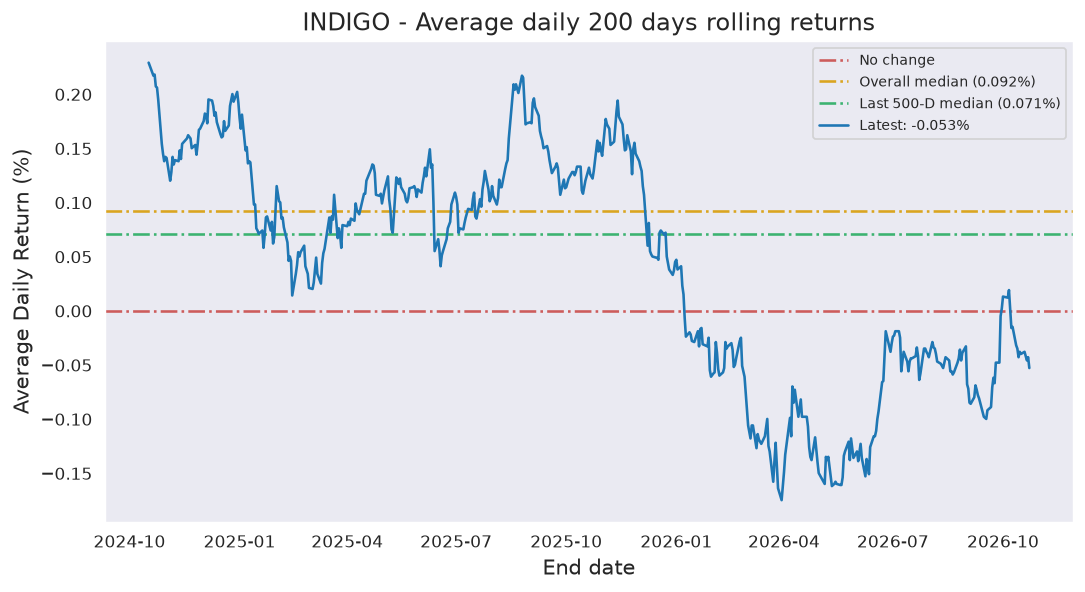 INDIGO - Average daily 200 days rolling returns
No change
Overall median (0.092%)
Last 500-D median (0.071%)
Latest: -0.053%
Average Daily Return (%)
0.20
0.15
0.10
0.05
0.00
−0.05
−0.10
−0.15
2024-10 2025-01 2025-04 2025-07 2025-10 2026-01 2026-04 2026-07 2026-10
End date